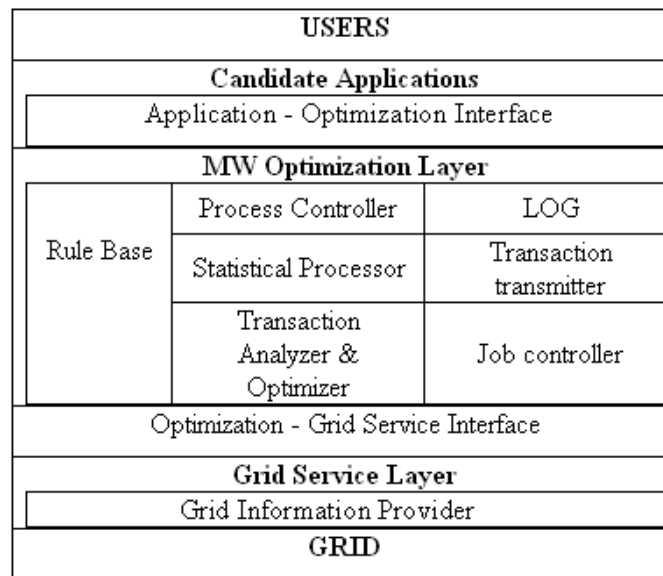 USERS
Candidate Applications
Application - Optimization Interface
MW Optimization Layer
Rule Base
Process Controller
LOG
Statistical Processor
Transaction
transmitter
Transaction
Analyzer &
Optimizer
Job controller
Optimization - Grid Service Interface
Grid Service Layer
Grid Information Provider
GRID